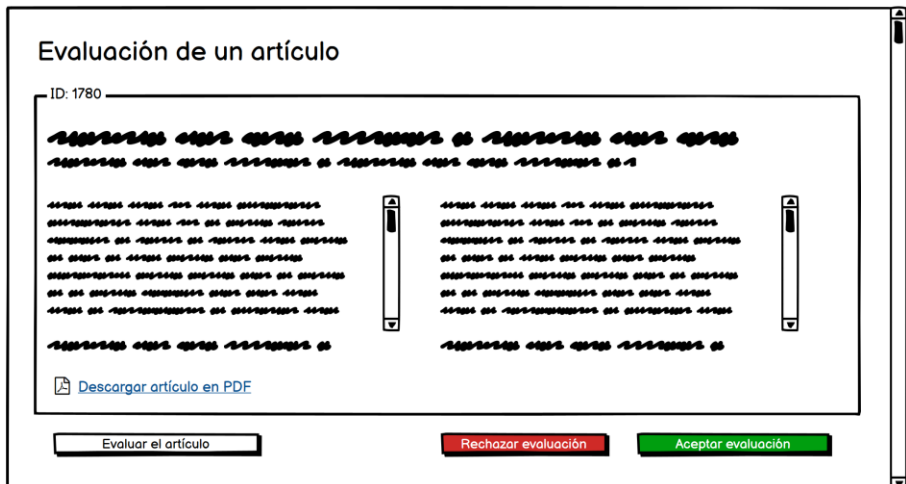 Evaluación de un artículo
ID: 1780
Descargar artículo en PDF
Evaluar el artículo
Rechazar evaluación
Aceptar evaluación